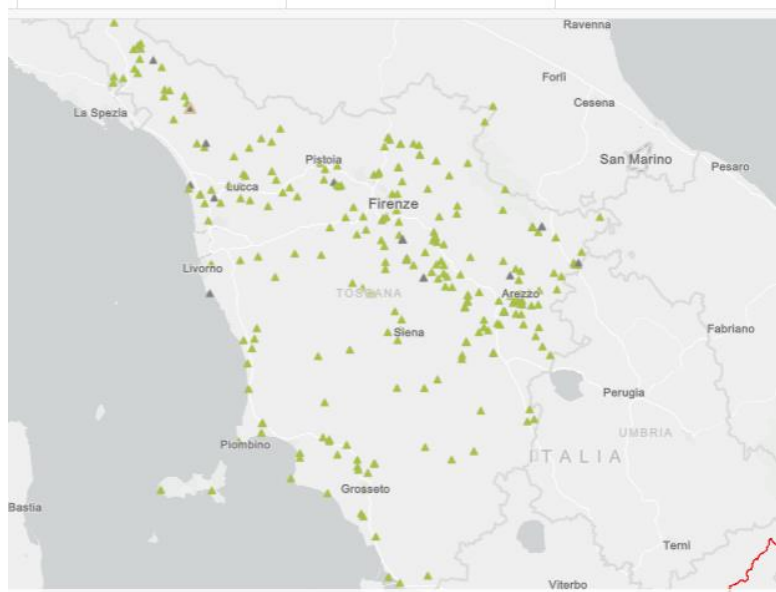 Ravenna
Forlì
Cesena
La Spezia
San Marino
Pesaro
Pistoia
Lucca
Firenze
Livorno
TOSCANA
Arezzo
Siena
Fabriano
Perugia
UMBRIA
Piombino
ITALIA
Grosseto
Bastia
Terni
Viterbo